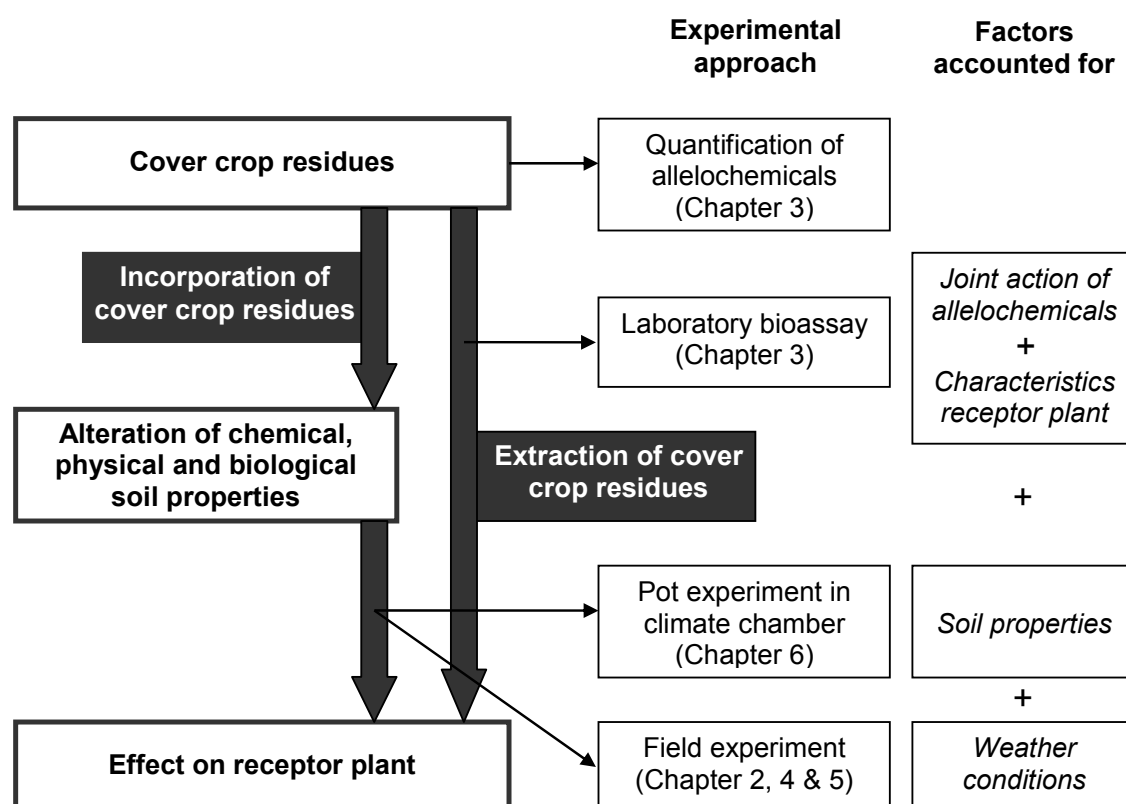 Experimental
approach
Factors
accounted for
Cover crop residues
Quantification of
allelochemicals
(Chapter 3)
Incorporation of
cover crop residues
Laboratory bioassay
(Chapter 3)
Joint action of
allelochemicals
+
Characteristics
receptor plant
Alteration of chemical,
physical and biological
soil properties
Extraction of cover
crop residues
+
Pot experiment in
climate chamber
(Chapter 6)
Soil properties
+
Effect on receptor plant
Field experiment
(Chapter 2, 4 & 5)
Weather
conditions